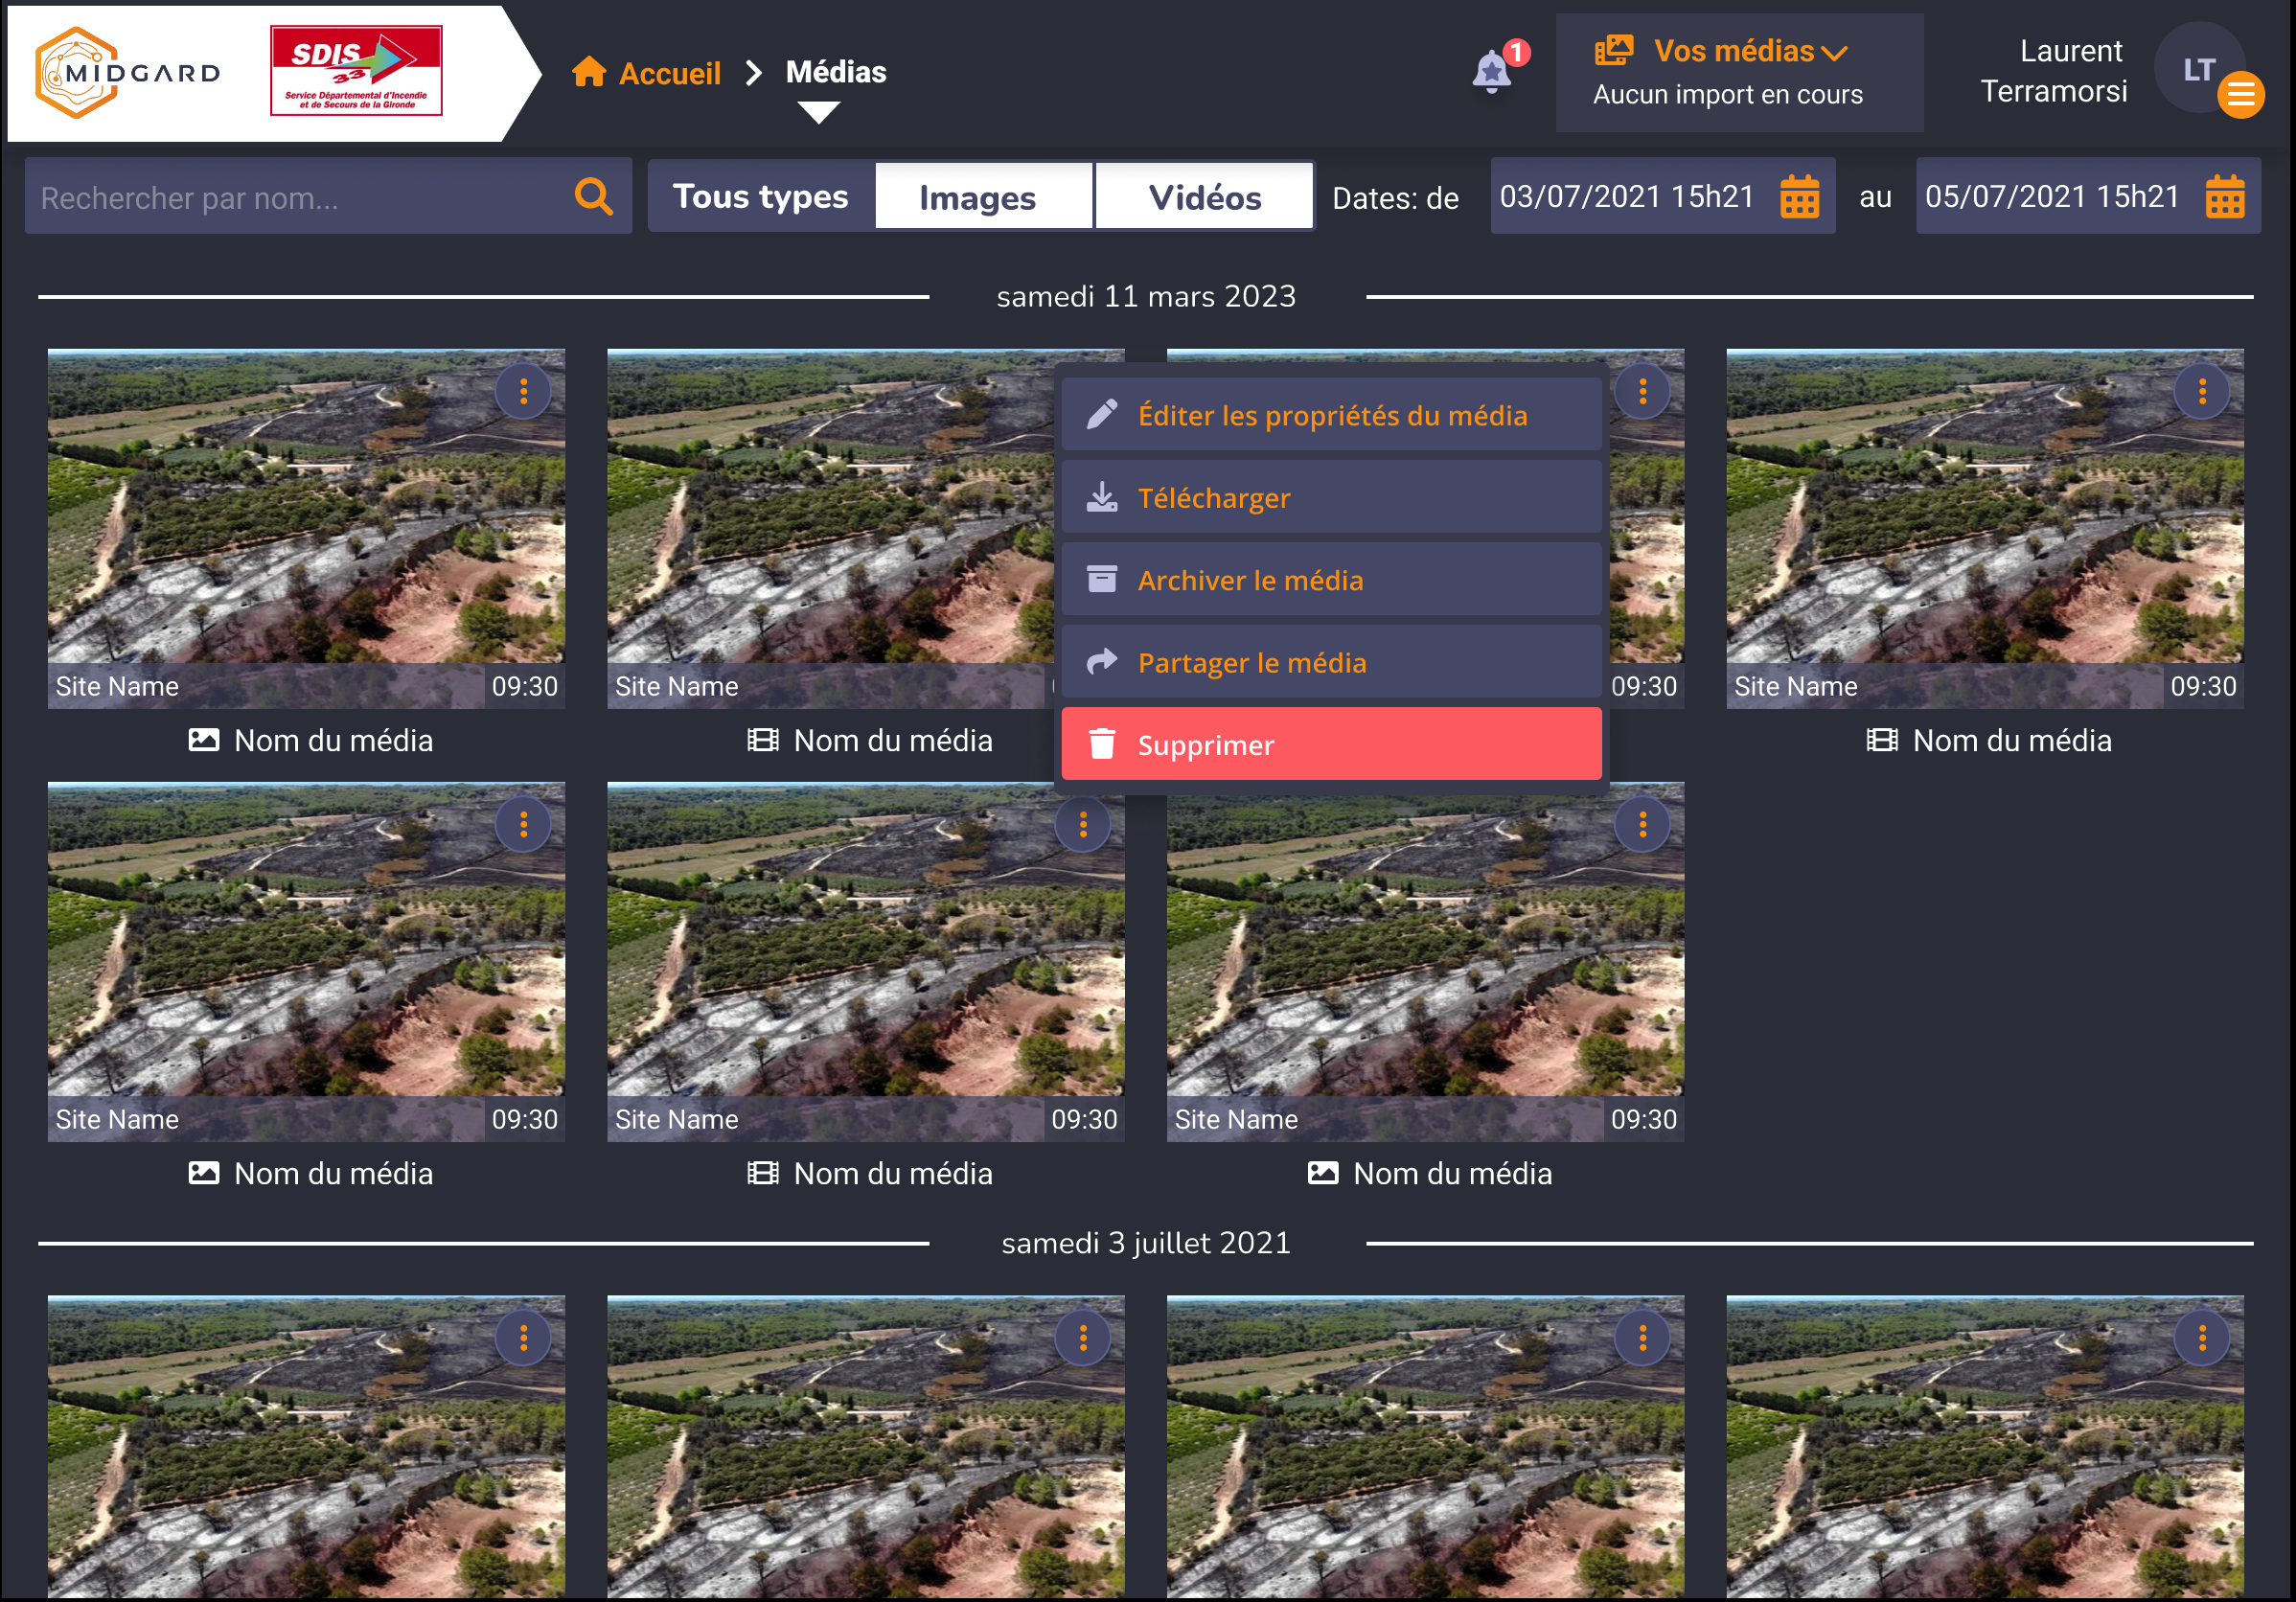 MIDGARD
SDIS
33
Service Départemental d'Incendie
et de Secours de la Gironde
Accueil
Médias
1
Vos médias
Aucun import en cours
Laurent
Terramorsi
LT
Rechercher par nom...
Tous types
Images
Vidéos
Dates: de
03/07/2021 15h21
au
05/07/2021 15h21
samedi 11 mars 2023
Éditer les propriétés du média
Télécharger
Archiver le média
Partager le média
Supprimer
Site Name
09:30
Site Name
09:30
Site Name
09:30
Nom du média
Nom du média
Nom du média
Site Name
09:30
Site Name
09:30
Site Name
09:30
Nom du média
Nom du média
Nom du média
samedi 3 juillet 2021